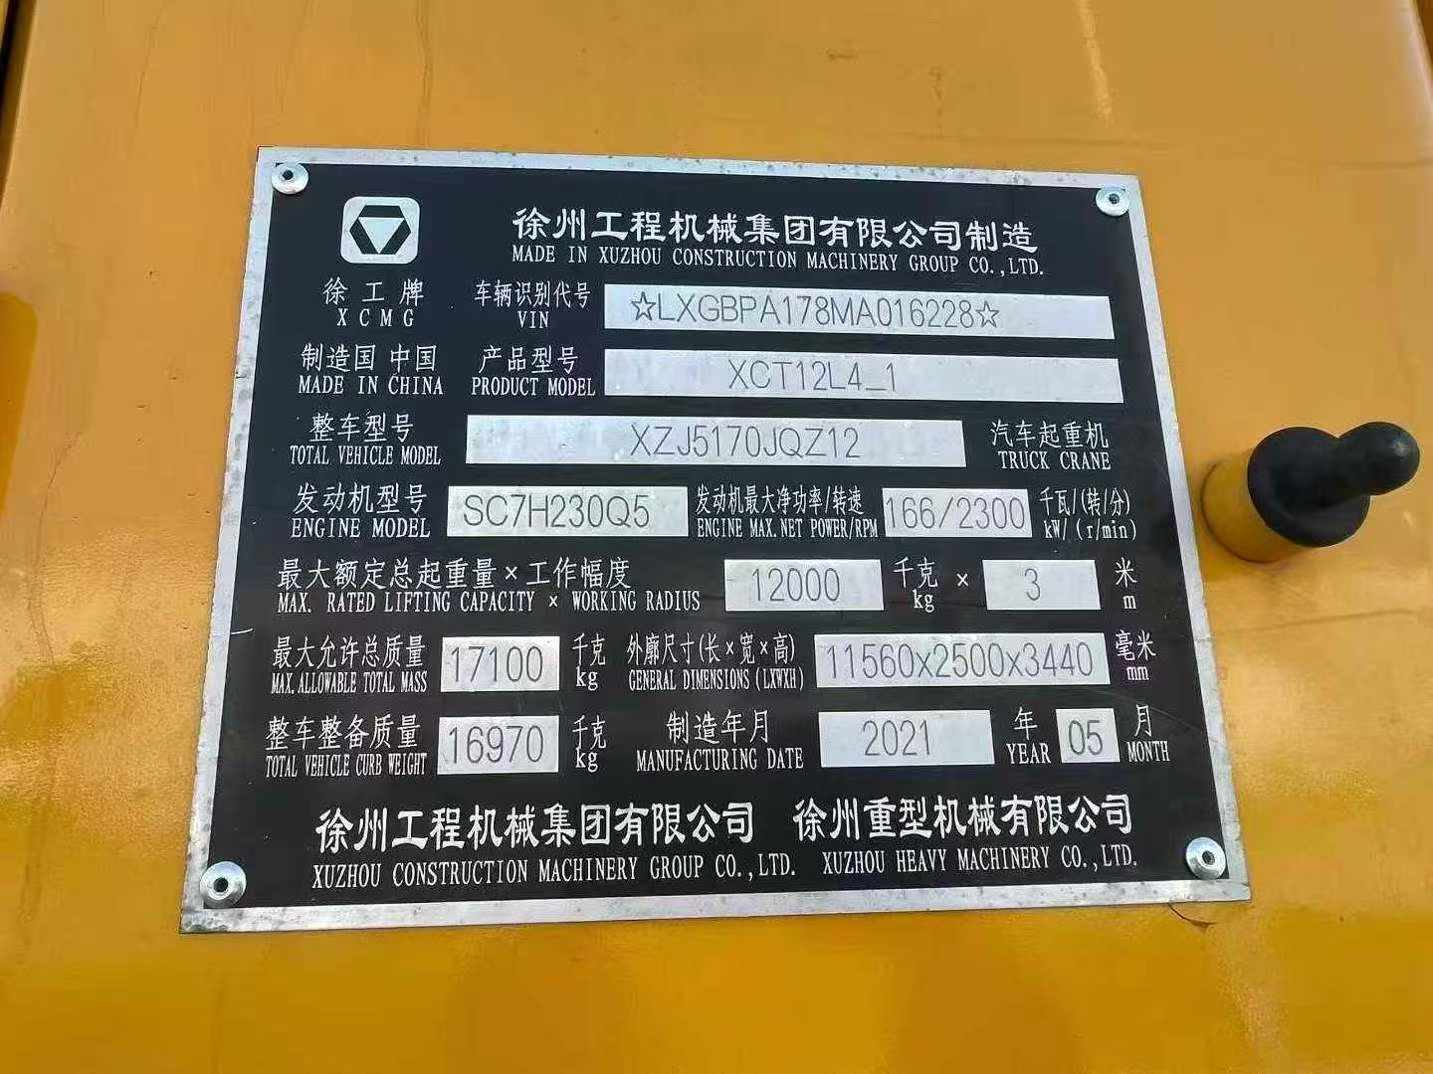 徐州工程机械集团有限公司制造
MADE IN XUZHOU CONSTRUCTION MACHINERY GROUP CO.,LTD.
徐工牌 车辆识别代号 ☆LXGBPA178MA016228☆
XCMG VIN
制造国 中国 产品型号 XCT12L4_1
MADE IN CHINA PRODUCT MODEL
整车型号 XZJ5170JQZ12 汽车起重机
TOTAL VEHICLE MODEL TRUCK CRANE
发动机型号 SC7H230Q5 发动机最大净功率/转速 166/2300 千瓦/(转/分)
ENGINE MODEL ENGINE MAX.NET POWER/RPM kW/(r/min)
最大额定总起重量×工作幅度 12000 千克 × 3 米
MAX. RATED LIFTING CAPACITY × WORKING RADIUS kg m
最大允许总质量 17100 千克 外廓尺寸(长×宽×高) 11560x2500x3440 毫米
MAX.ALLOWABLE TOTAL MASS kg GENERAL DIMENSIONS (LXWXH) mm
整车整备质量 16970 千克 制造年月 2021 年 05 月
TOTAL VEHICLE CURB WEIGHT kg MANUFACTURING DATE YEAR MONTH
徐州工程机械集团有限公司 徐州重型机械有限公司
XUZHOU CONSTRUCTION MACHINERY GROUP CO.,LTD. XUZHOU HEAVY MACHINERY CO.,LTD.